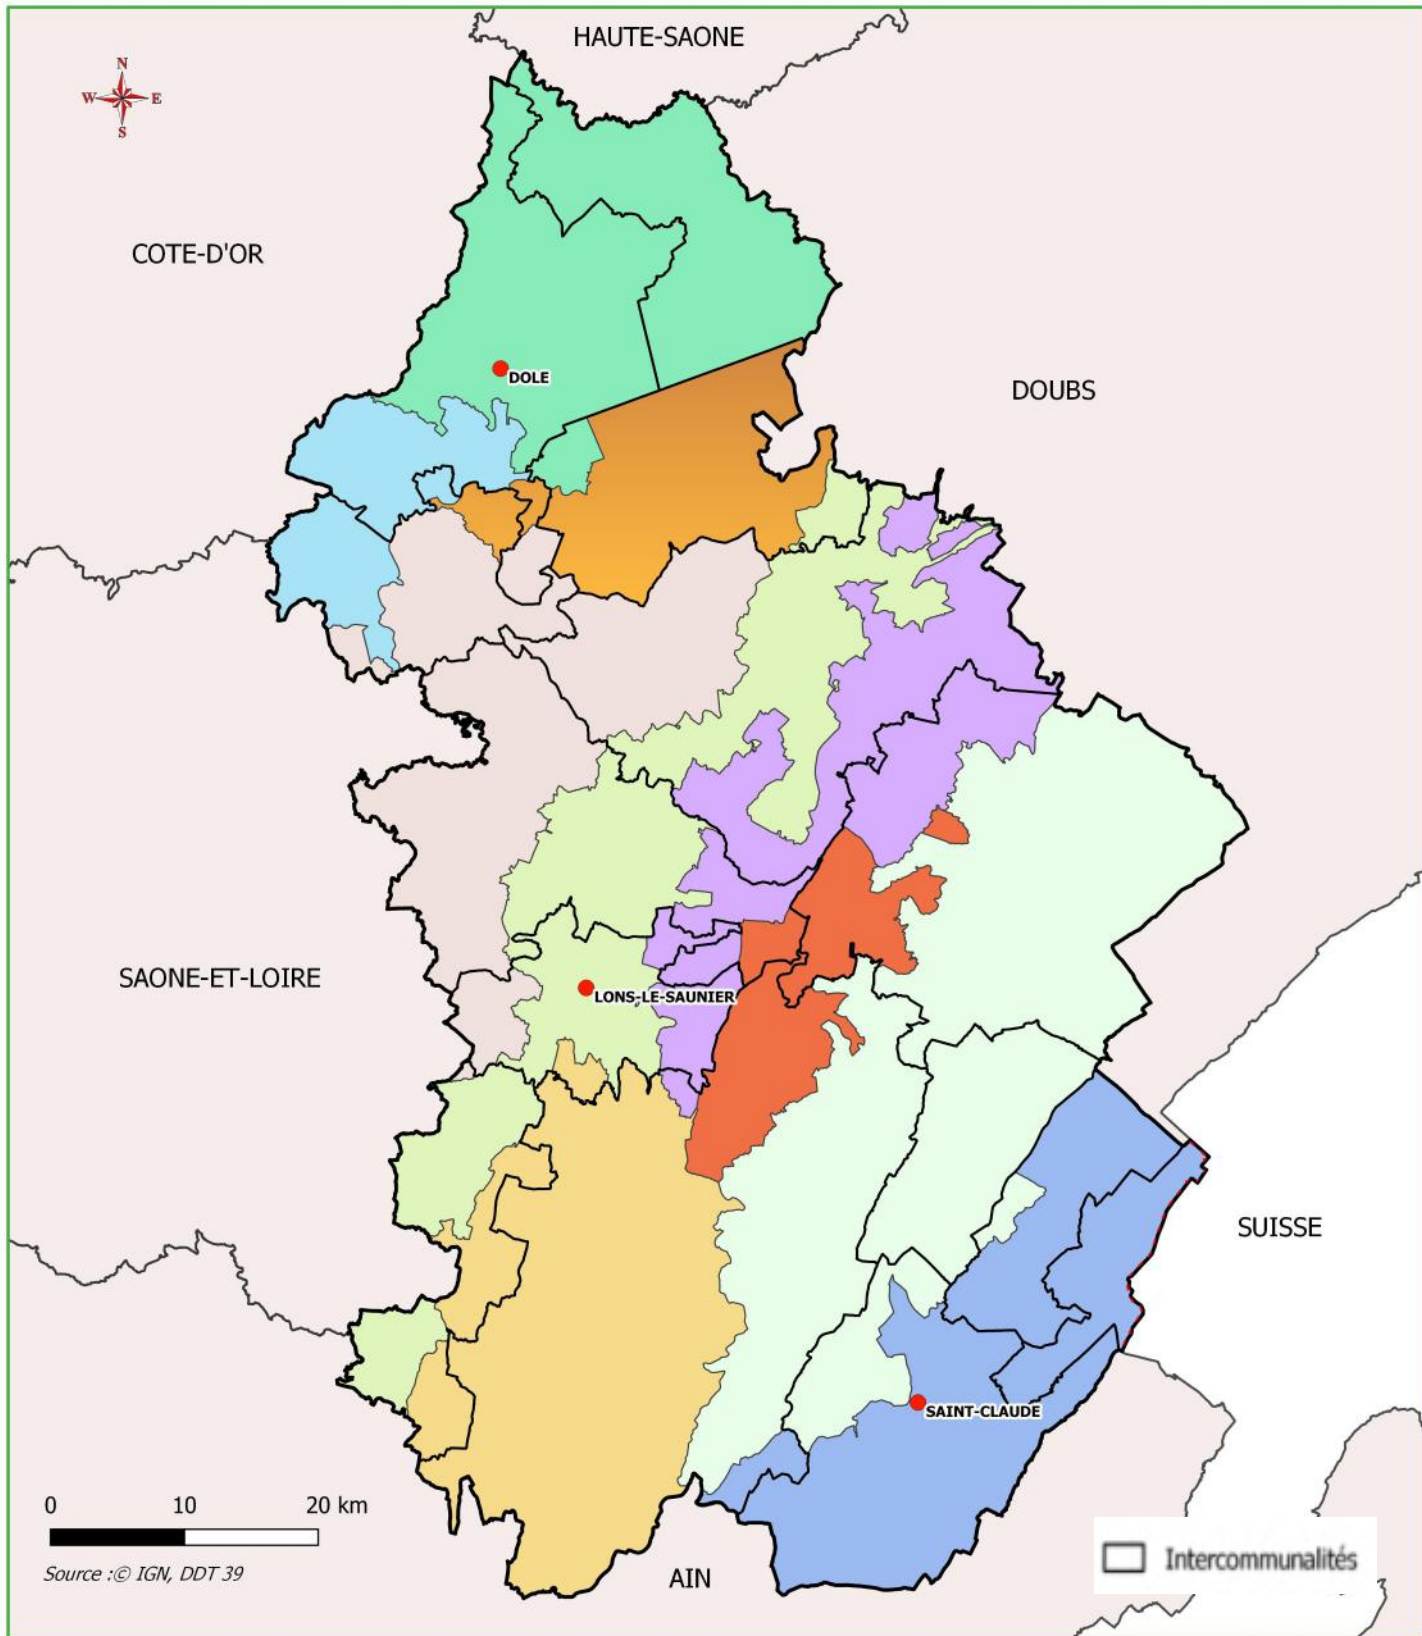 HAUTE-SAONE
N
W E
S
COTE-D'OR
DOLE
DOUBS
SAONE-ET-LOIRE
LONS-LE-SAUNIER
SUISSE
SAINT-CLAUDE
0 10 20 km
Source :© IGN, DDT 39
AIN
Intercommunalités